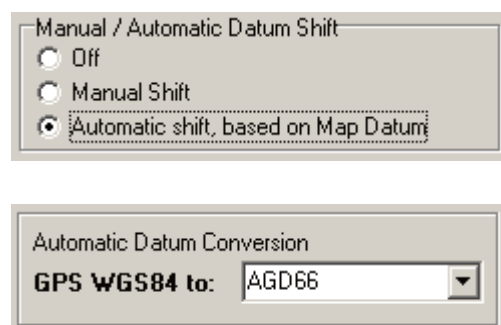 Manual / Automatic Datum Shift
Off
Manual Shift
Automatic shift, based on Map Datum
Automatic Datum Conversion
GPS WGS84 to: AGD66